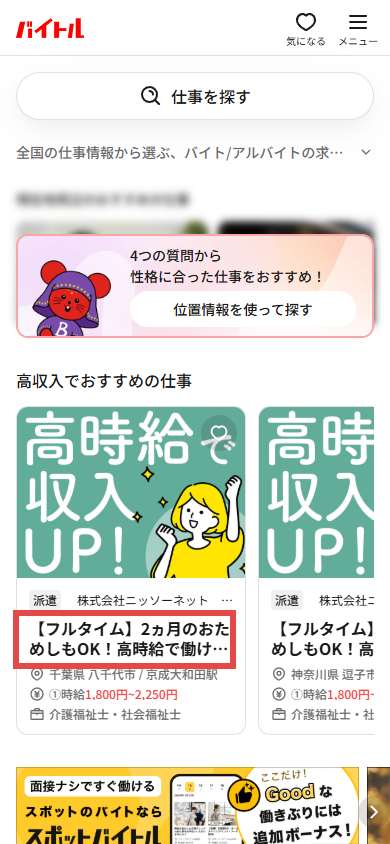 バイトル
気になる
メニュー
仕事を探す
全国の仕事情報から選ぶ、バイト/アルバイトの求…
4つの質問から
性格に合った仕事をおすすめ！
位置情報を使って探す
高収入でおすすめの仕事
高時給で
収入
UP!
派遣 株式会社ニッソーネット …
【フルタイム】2ヵ月のおた
めしもOK！高時給で働け…
千葉県 八千代市 / 京成大和田駅
①時給1,800円~2,250円
介護福祉士・社会福祉士
高時給
収入
UP!
派遣 株式会社
【フルタイム】
めしもOK！高
神奈川県 逗子市
①時給1,800円~
介護福祉士・社
面接ナシですぐ働ける
スポットのバイトなら
スポットバイトル
ここだけ！
Good な
働きぶりには
追加ボーナス！